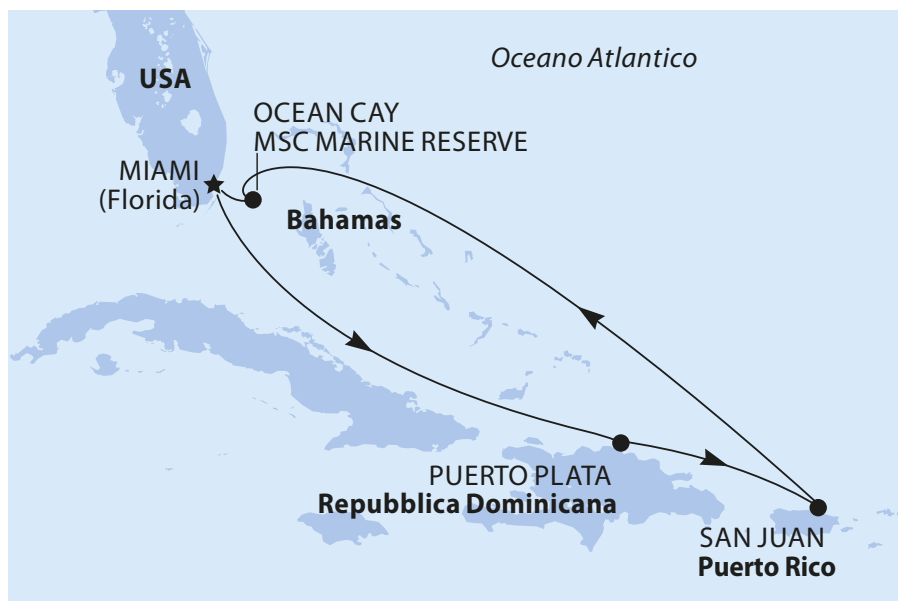 Oceano Atlantico
USA
OCEAN CAY
MSC MARINE RESERVE
MIAMI
(Florida)
Bahamas
PUERTO PLATA
Repubblica Dominicana
SAN JUAN
Puerto Rico